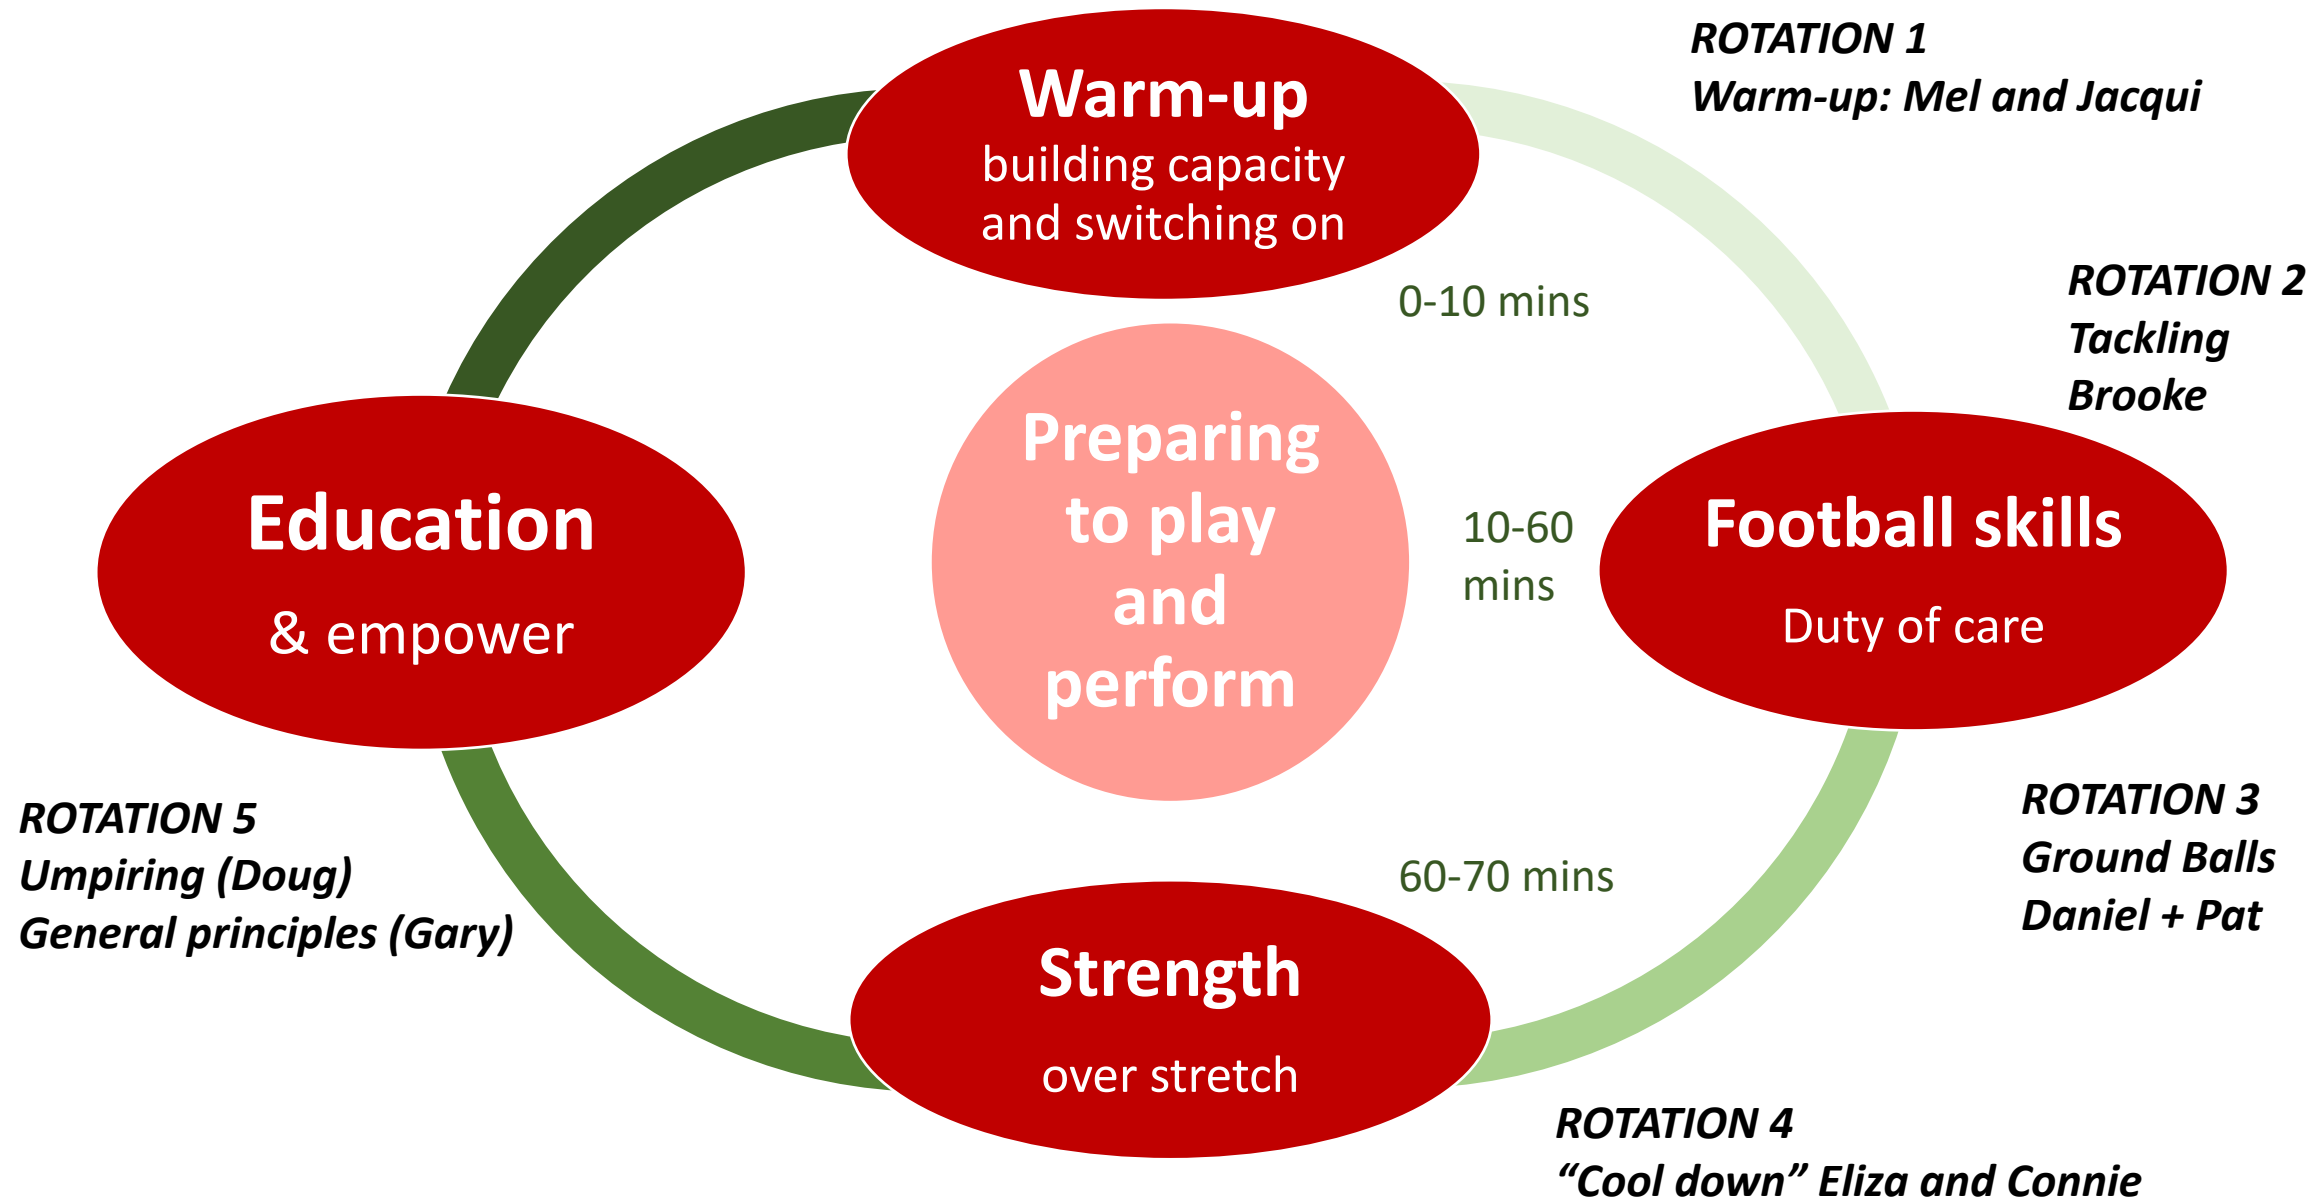 ROTATION 1
Warm-up: Mel and Jacqui
Warm-up
building capacity
and switching on
0-10 mins
ROTATION 2
Tackling
Brooke
Preparing
to play
and
perform
10-60
mins
Football skills
Duty of care
Education
& empower
ROTATION 3
Ground Balls
Daniel + Pat
60-70 mins
Strength
over stretch
ROTATION 4
“Cool down” Eliza and Connie
ROTATION 5
Umpiring (Doug)
General principles (Gary)